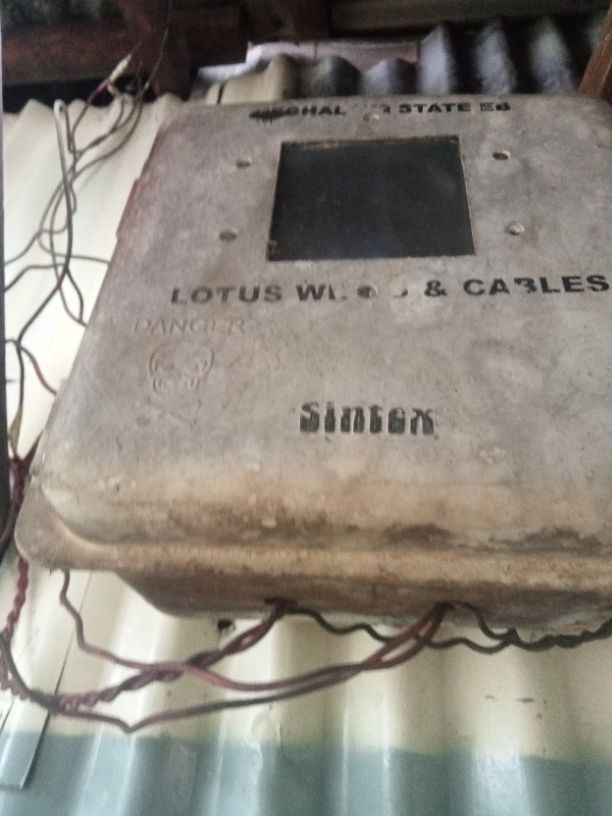 STATE EB
LOTUS & CABLES
DANGER
Sintex